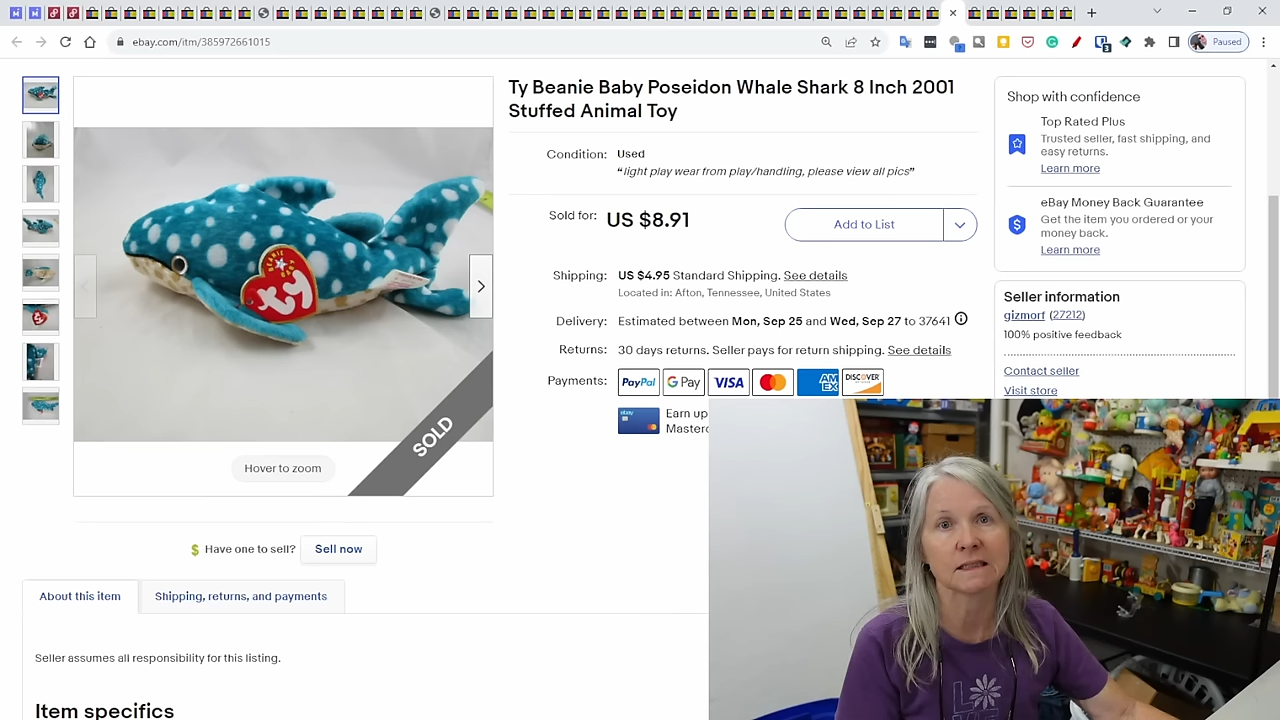 ebay.com/itm/385972661015
Paused
Ty Beanie Baby Poseidon Whale Shark 8 Inch 2001
Stuffed Animal Toy
Condition: Used
“light play wear from play/handling, please view all pics”
Sold for: US $8.91
Add to List
Shipping: US $4.95 Standard Shipping. See details
Located in: Afton, Tennessee, United States
Delivery: Estimated between Mon, Sep 25 and Wed, Sep 27 to 37641
Returns: 30 days returns. Seller pays for return shipping. See details
Payments: PayPal G Pay VISA AM EX DISCOVER
ebay Earn up
Masterc
Shop with confidence
Top Rated Plus
Trusted seller, fast shipping, and
easy returns.
Learn more
eBay Money Back Guarantee
Get the item you ordered or your
money back.
Learn more
Seller information
gizmorf (27212)
100% positive feedback
Contact seller
Visit store
ty
SOLD
Hover to zoom
Have one to sell? Sell now
About this item
Shipping, returns, and payments
Seller assumes all responsibility for this listing.
Item specifics